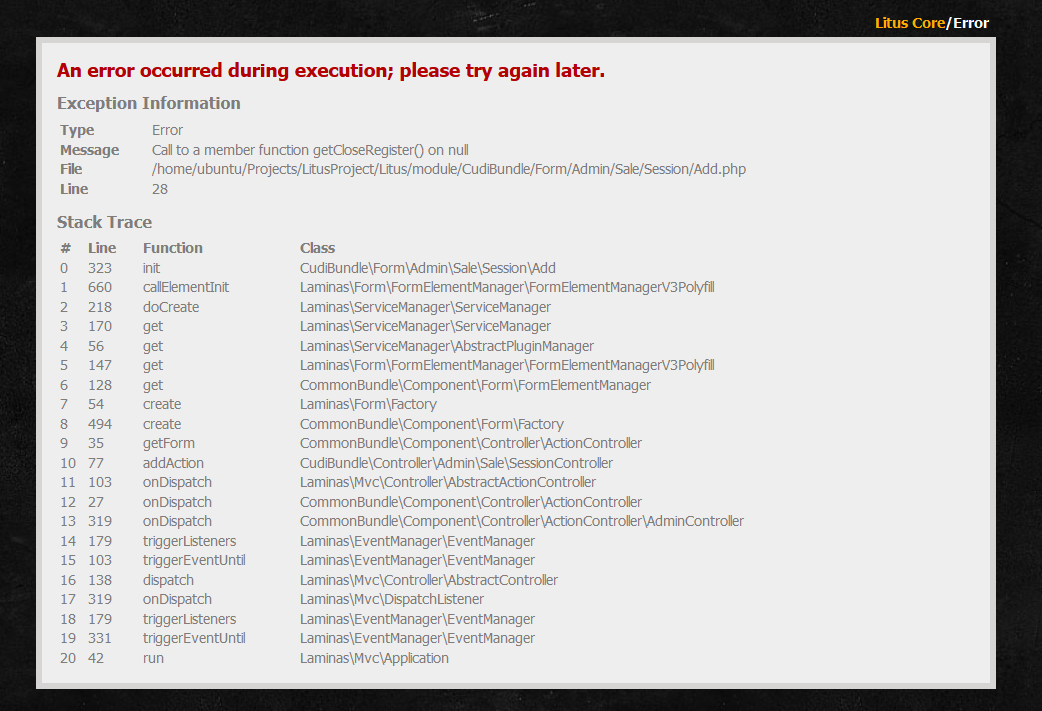 Litus Core/Error
An error occurred during execution; please try again later.
Exception Information
Type Error
Message Call to a member function getCloseRegister() on null
File /home/ubuntu/Projects/LitusProject/Litus/module/CudiBundle/Form/Admin/Sale/Session/Add.php
Line 28
Stack Trace
# Line Function Class
0 323 init CudiBundle\Form\Admin\Sale\Session\Add
1 660 callElementInit Laminas\Form\FormElementManager\FormElementManagerV3Polyfill
2 218 doCreate Laminas\ServiceManager\ServiceManager
3 170 get Laminas\ServiceManager\ServiceManager
4 56 get Laminas\ServiceManager\AbstractPluginManager
5 147 get Laminas\Form\FormElementManager\FormElementManagerV3Polyfill
6 128 get CommonBundle\Component\Form\FormElementManager
7 54 create Laminas\Form\Factory
8 494 create CommonBundle\Component\Form\Factory
9 35 getForm CommonBundle\Component\Controller\ActionController
10 77 addAction CudiBundle\Controller\Admin\Sale\SessionController
11 103 onDispatch Laminas\Mvc\Controller\AbstractActionController
12 27 onDispatch CommonBundle\Component\Controller\ActionController
13 319 onDispatch CommonBundle\Component\Controller\ActionController\AdminController
14 179 triggerListeners Laminas\EventManager\EventManager
15 103 triggerEventUntil Laminas\EventManager\EventManager
16 138 dispatch Laminas\Mvc\Controller\AbstractController
17 319 onDispatch Laminas\Mvc\DispatchListener
18 179 triggerListeners Laminas\EventManager\EventManager
19 331 triggerEventUntil Laminas\EventManager\EventManager
20 42 run Laminas\Mvc\Application